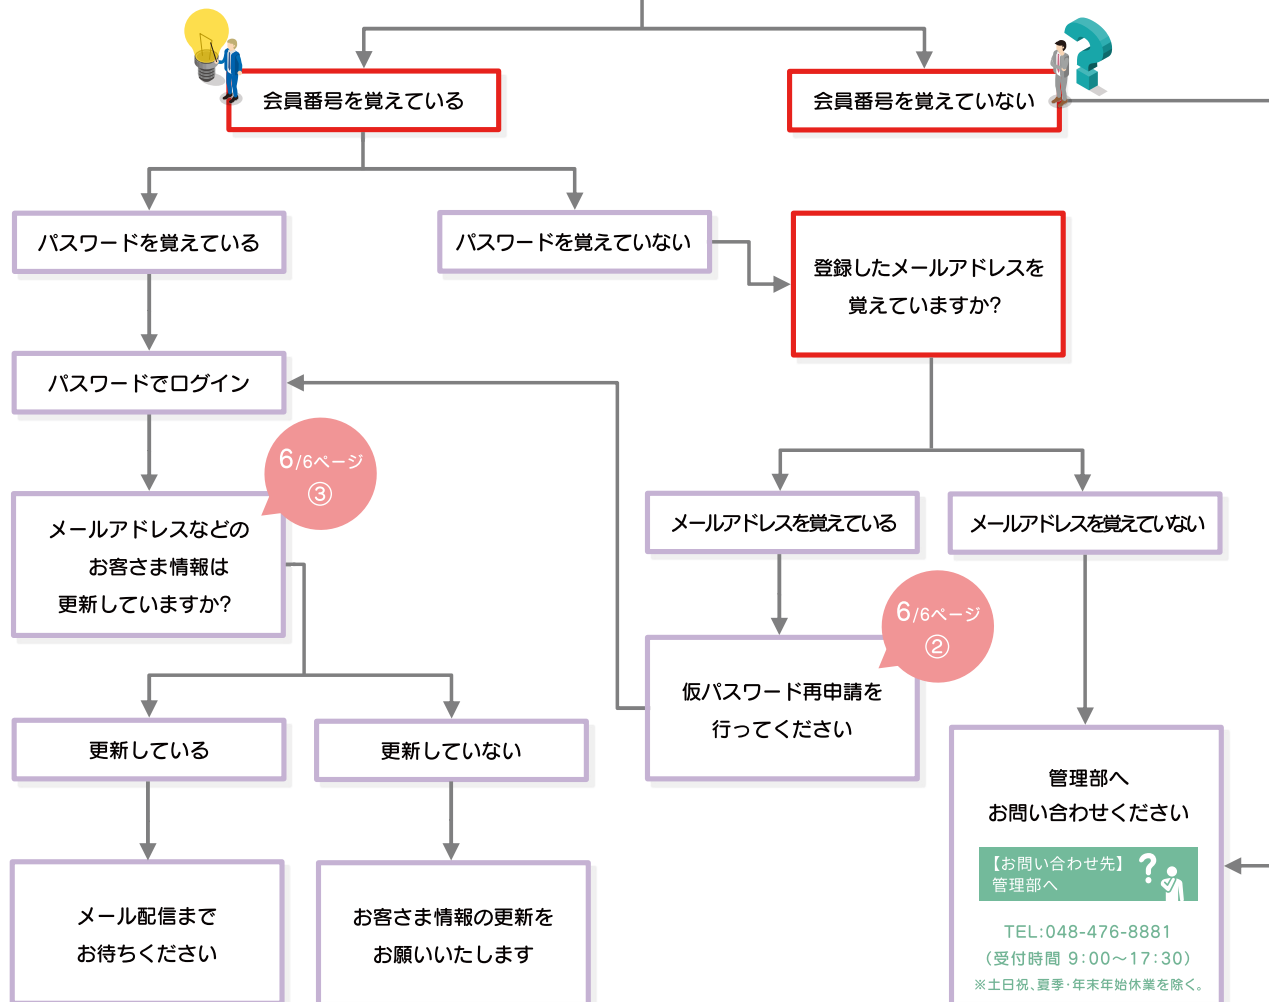 会員番号を覚えている
会員番号を覚えていない
パスワードを覚えている
パスワードを覚えていない
登録したメールアドレスを
覚えていますか?
パスワードでログイン
6/6ページ
③
メールアドレスなどの
お客さま情報は
更新していますか?
メールアドレスを覚えている
メールアドレスを覚えていない
6/6ページ
②
仮パスワード再申請を
行ってください
更新している
更新していない
管理部へ
お問い合わせください
【お問い合わせ先】
管理部へ
TEL:048-476-8881
(受付時間 9:00〜17:30)
※土日祝、夏季・年末年始休業を除く。
メール配信まで
お待ちください
お客さま情報の更新を
お願いいたします